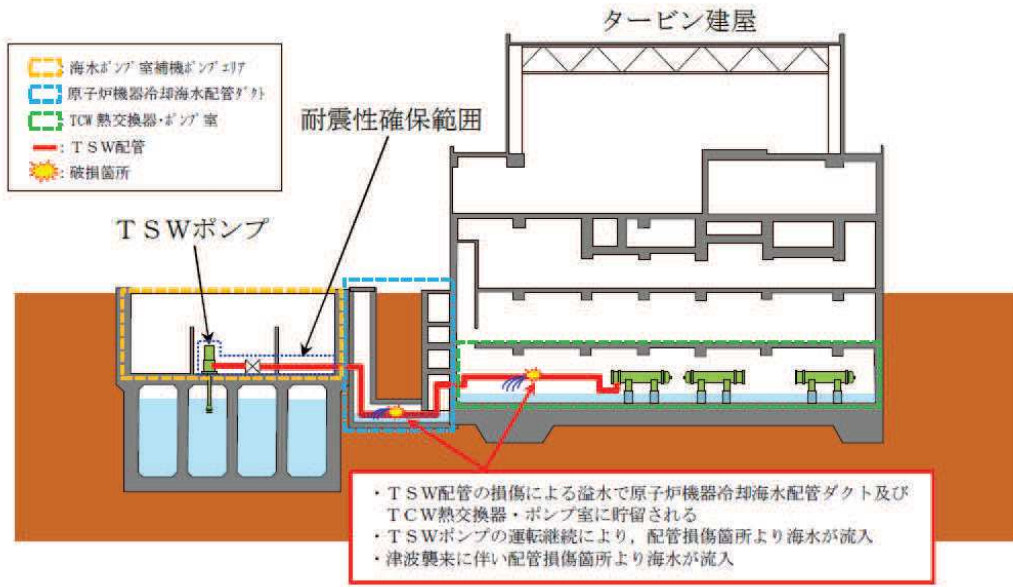 タービン建屋
：海水ﾎﾟﾝﾌﾟ室補機ﾎﾟﾝﾌﾟｴﾘｱ
：原子炉機器冷却海水配管ﾀﾞｸﾄ
：TCW熱交換器・ﾎﾟﾝﾌﾟ室
：ＴＳＷ配管
：破損箇所
耐震性確保範囲
ＴＳＷポンプ
・ＴＳＷ配管の損傷による溢水で原子炉機器冷却海水配管ダクト及び
ＴＣＷ熱交換器・ポンプ室に貯留される
・ＴＳＷポンプの運転継続により，配管損傷箇所より海水が流入
・津波襲来に伴い配管損傷箇所より海水が流入